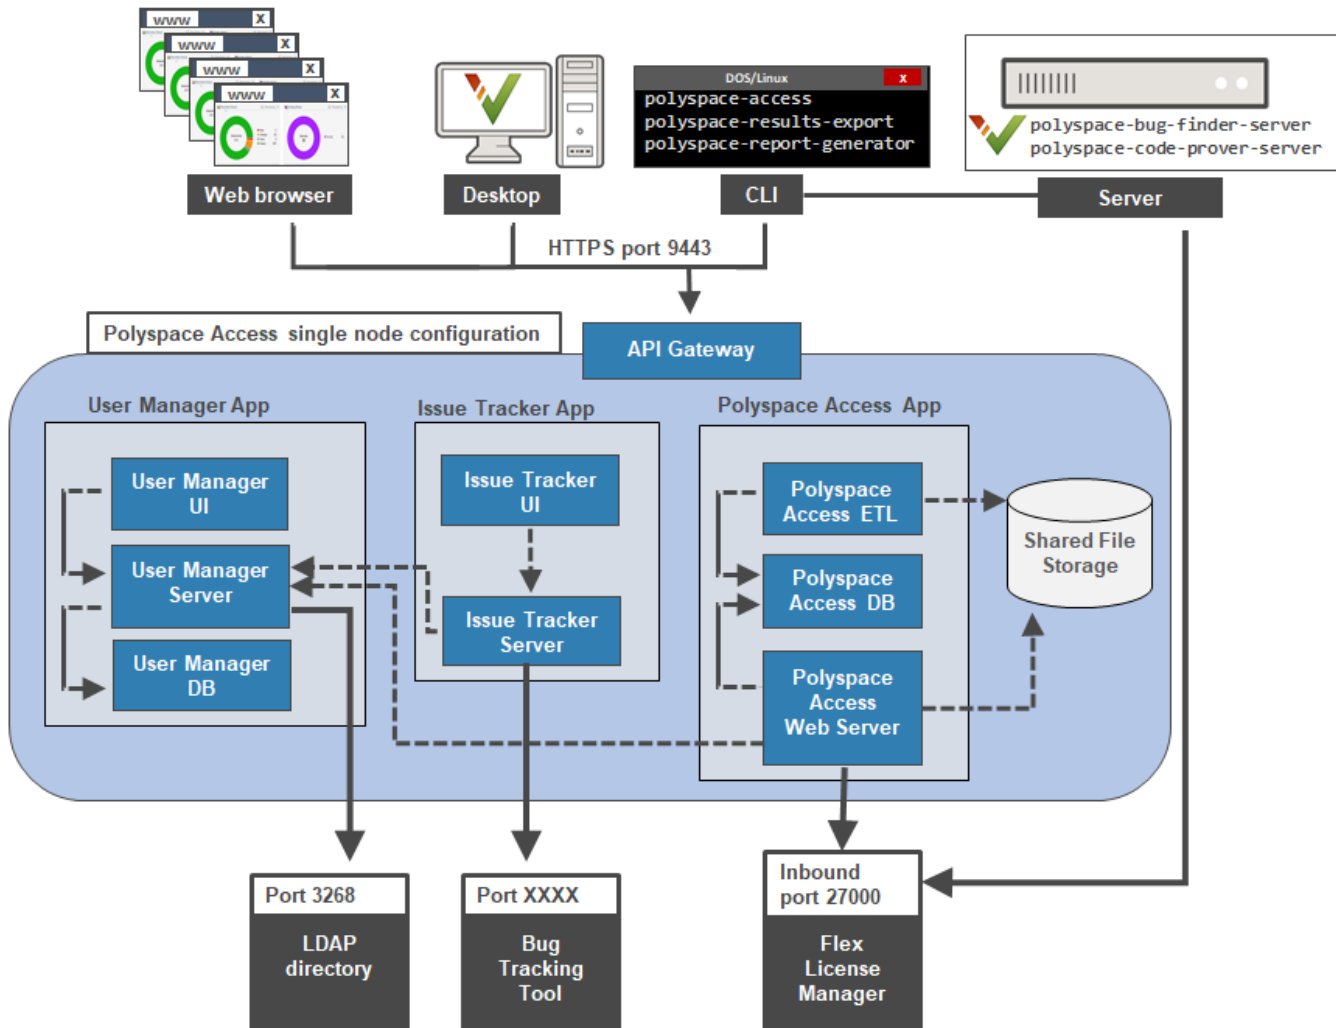 www X
www X
www X
www X
DOS/Linux X
polyspace-access
polyspace-results-export
polyspace-report-generator
polyspace-bug-finder-server
polyspace-code-prover-server
Web browser
Desktop
CLI
Server
HTTPS port 9443
Polyspace Access single node configuration
API Gateway
User Manager App
Issue Tracker App
Polyspace Access App
User Manager
UI
User Manager
Server
User Manager
DB
Issue Tracker
UI
Issue Tracker
Server
Polyspace
Access ETL
Polyspace
Access DB
Polyspace
Access
Web Server
Shared File
Storage
Port 3268
LDAP
directory
Port XXXX
Bug
Tracking
Tool
Inbound
port 27000
Flex
License
Manager